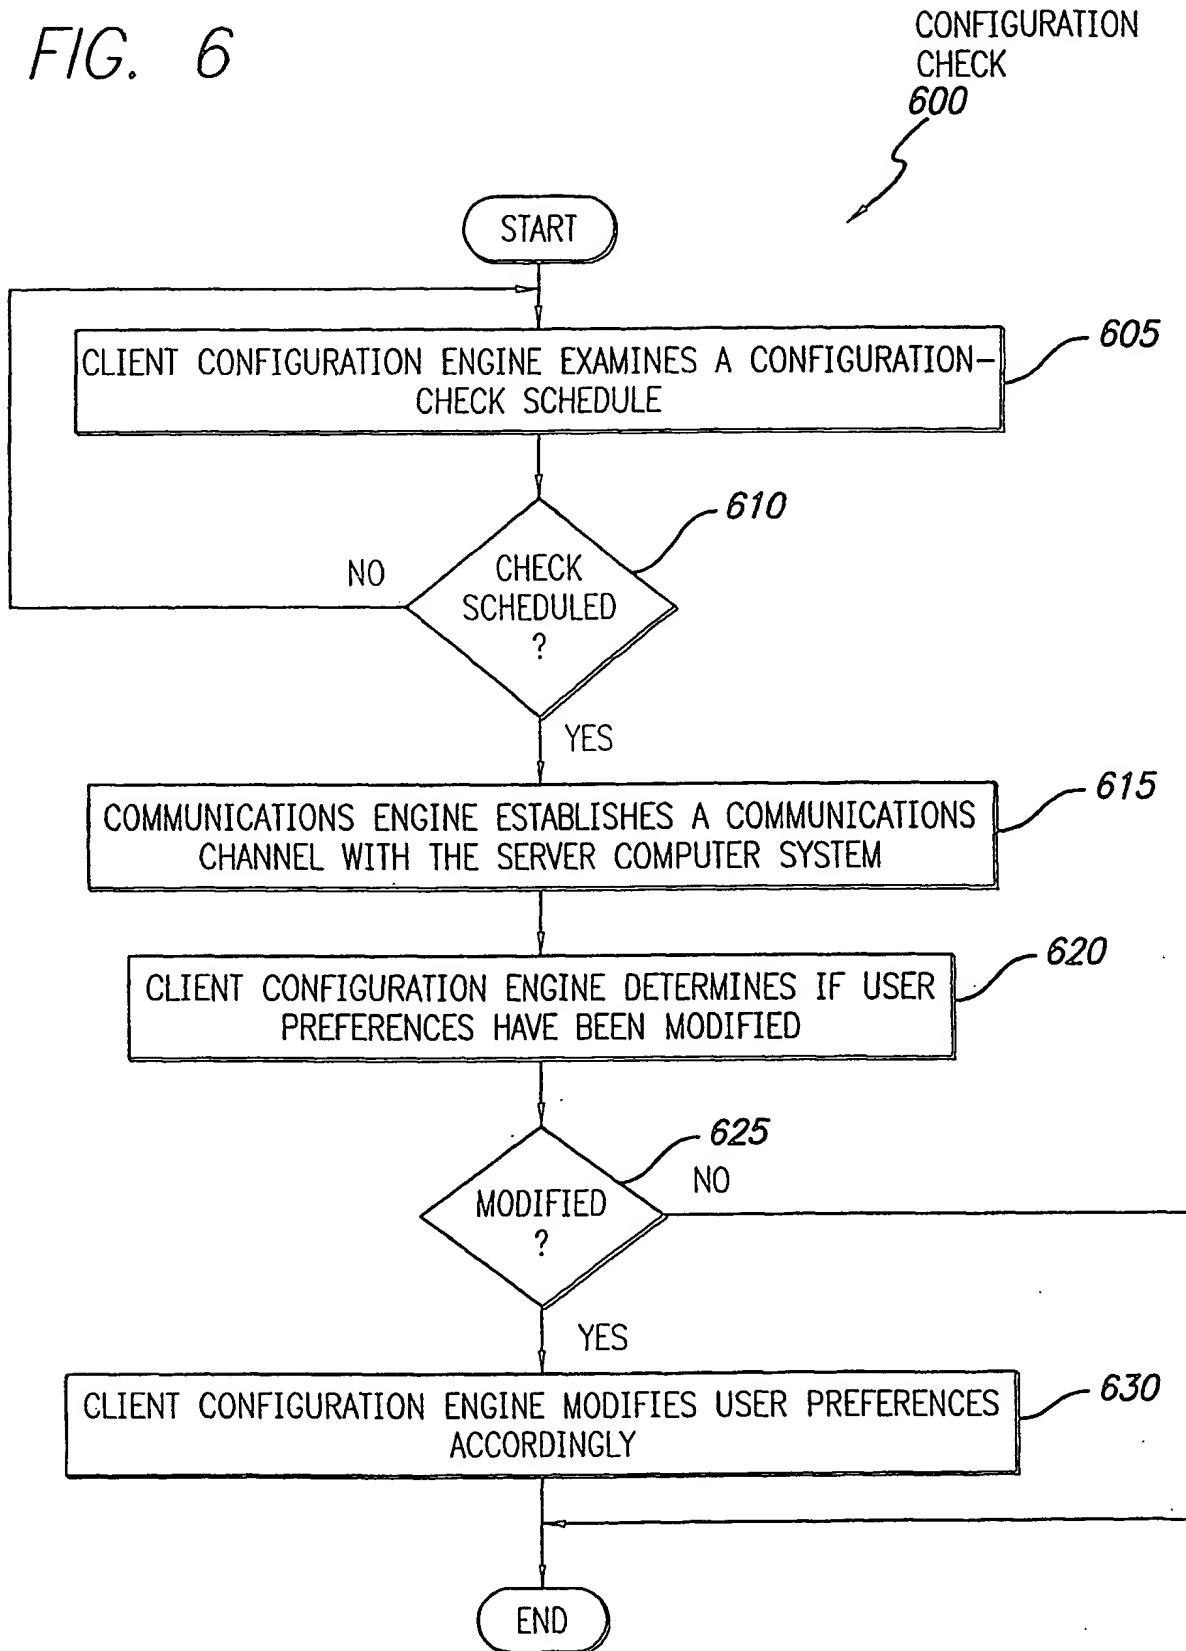 FIG. 6
CONFIGURATION
CHECK
600
START
CLIENT CONFIGURATION ENGINE EXAMINES A CONFIGURATION-
CHECK SCHEDULE
605
610
CHECK
SCHEDULED
?
NO
YES
COMMUNICATIONS ENGINE ESTABLISHES A COMMUNICATIONS
CHANNEL WITH THE SERVER COMPUTER SYSTEM
615
CLIENT CONFIGURATION ENGINE DETERMINES IF USER
PREFERENCES HAVE BEEN MODIFIED
620
625
MODIFIED
?
NO
YES
CLIENT CONFIGURATION ENGINE MODIFIES USER PREFERENCES
ACCORDINGLY
630
END